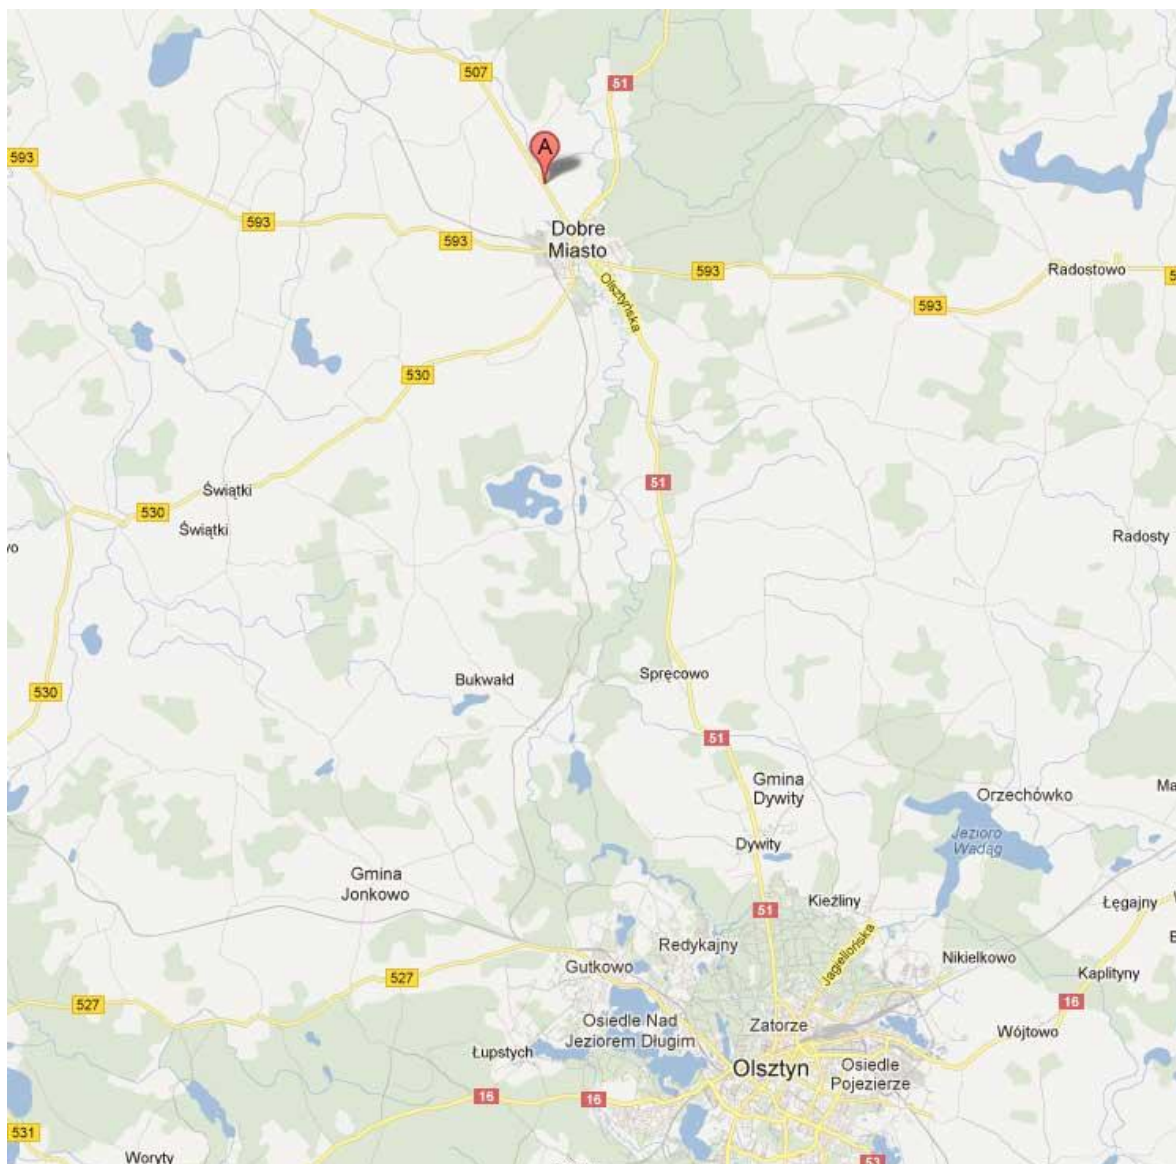 507
51
A
593
593
593
Dobre
Miasto
593
Radostowo
593
Olsztyńska
530
51
Świątki
530
Świątki
Radosty
530
Bukwałd
Spręcowo
51
Gmina
Dywity
Orzechówko
Jezioro
Wadąg
Dywity
Gmina
Jonkowo
Kieźliny
Łęgajny
51
Redykajny
Jagiellońska
Nikielkowo
Gutkowo
Kaplityny
527
527
16
Osiedle Nad
Jeziorem Długim
Zatorze
Wójtowo
Łupstych
Olsztyn
Osiedle
Pojezierze
16
16
531
Woryty
53